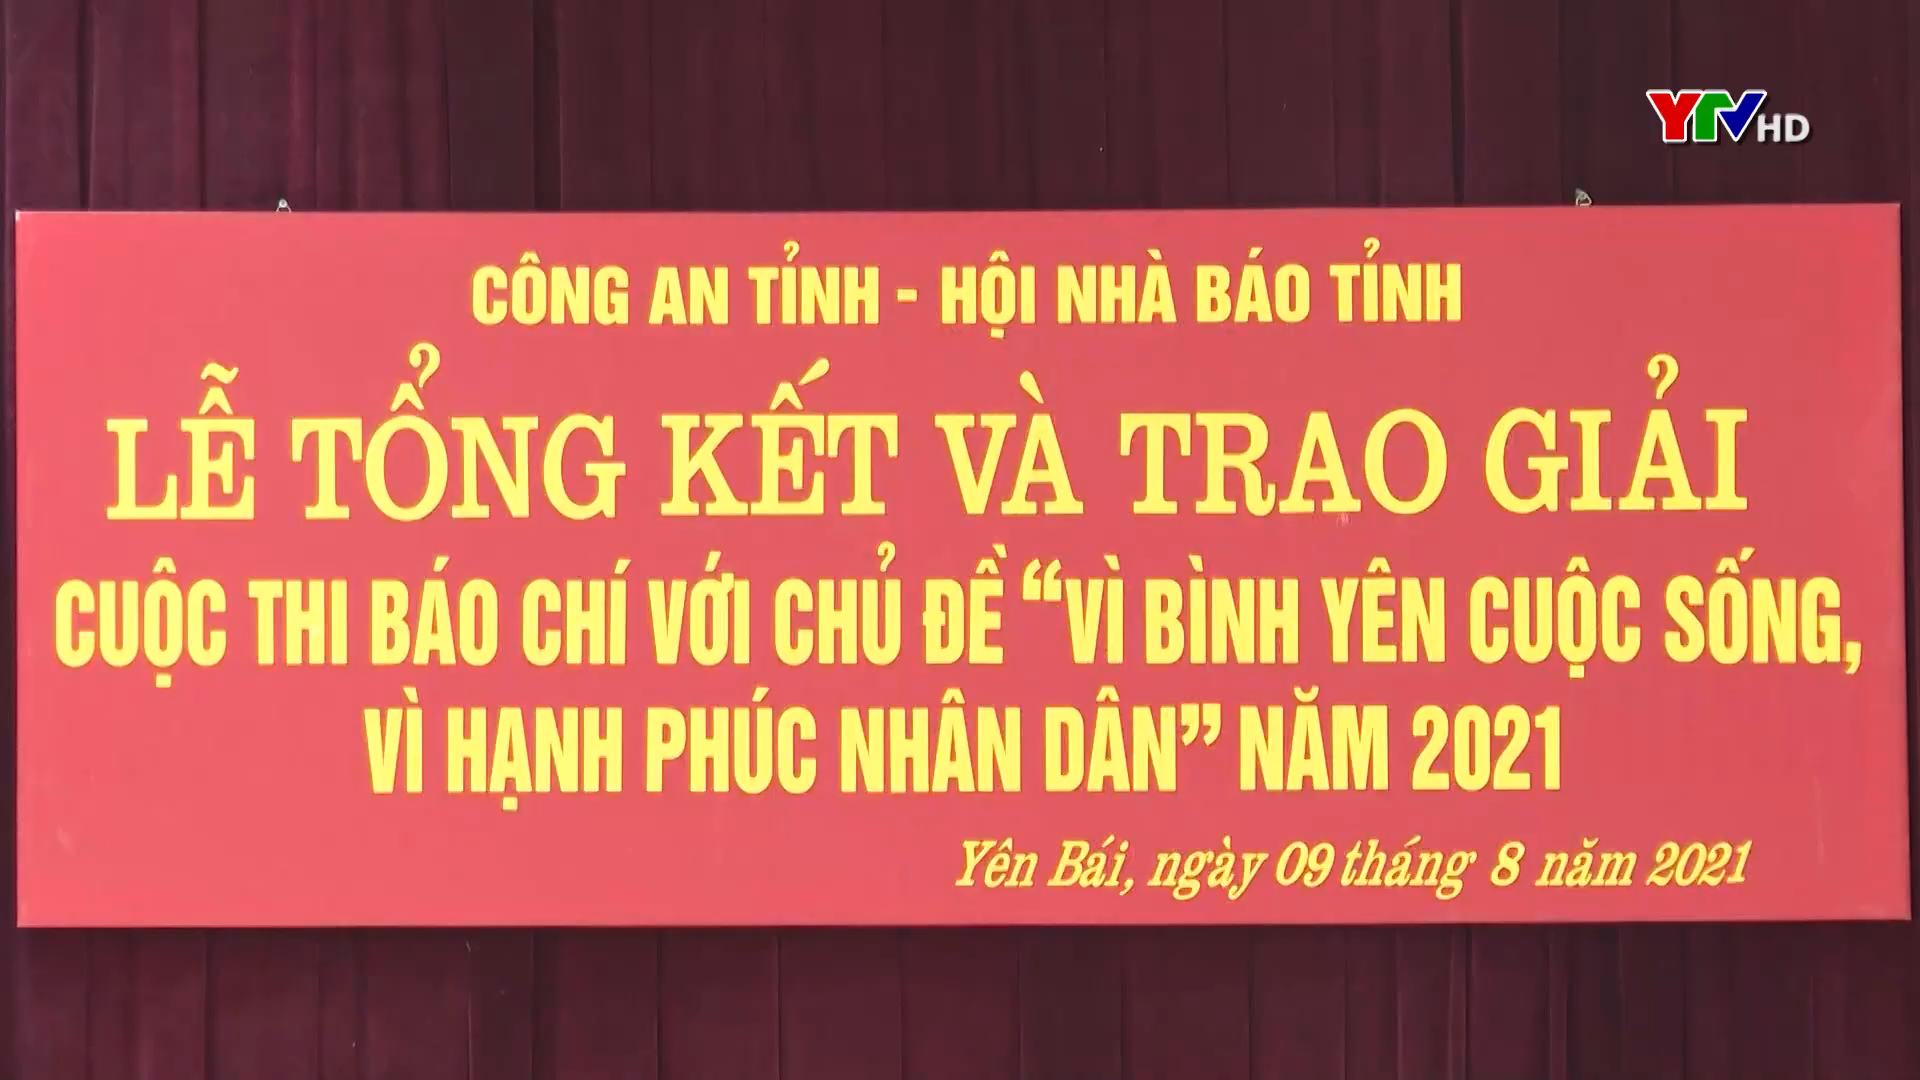 YTV HD
CÔNG AN TỈNH - HỘI NHÀ BÁO TỈNH
LỄ TỔNG KẾT VÀ TRAO GIẢI
CUỘC THI BÁO CHÍ VỚI CHỦ ĐỀ “VÌ BÌNH YÊN CUỘC SỐNG,
VÌ HẠNH PHÚC NHÂN DÂN” NĂM 2021
Yên Bái, ngày 09 tháng 8 năm 2021